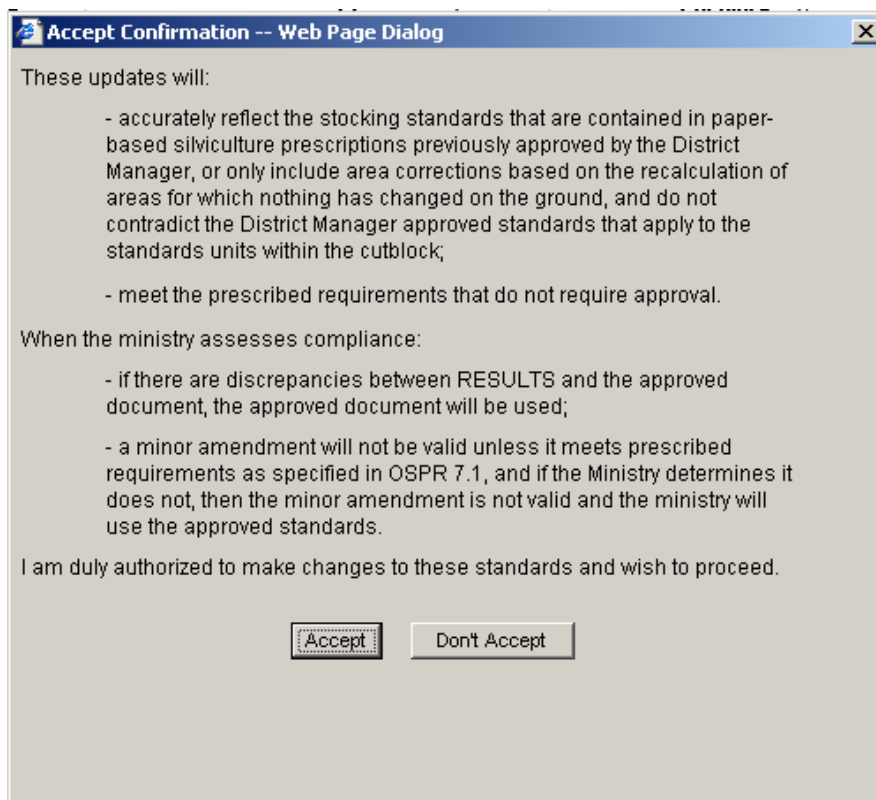 Accept Confirmation -- Web Page Dialog
These updates will:
- accurately reflect the stocking standards that are contained in paper-
based silviculture prescriptions previously approved by the District
Manager, or only include area corrections based on the recalculation of
areas for which nothing has changed on the ground, and do not
contradict the District Manager approved standards that apply to the
standards units within the cutblock;
- meet the prescribed requirements that do not require approval.
When the ministry assesses compliance:
- if there are discrepancies between RESULTS and the approved
document, the approved document will be used;
- a minor amendment will not be valid unless it meets prescribed
requirements as specified in OSPR 7.1, and if the Ministry determines it
does not, then the minor amendment is not valid and the ministry will
use the approved standards.
I am duly authorized to make changes to these standards and wish to proceed.
Accept Don't Accept